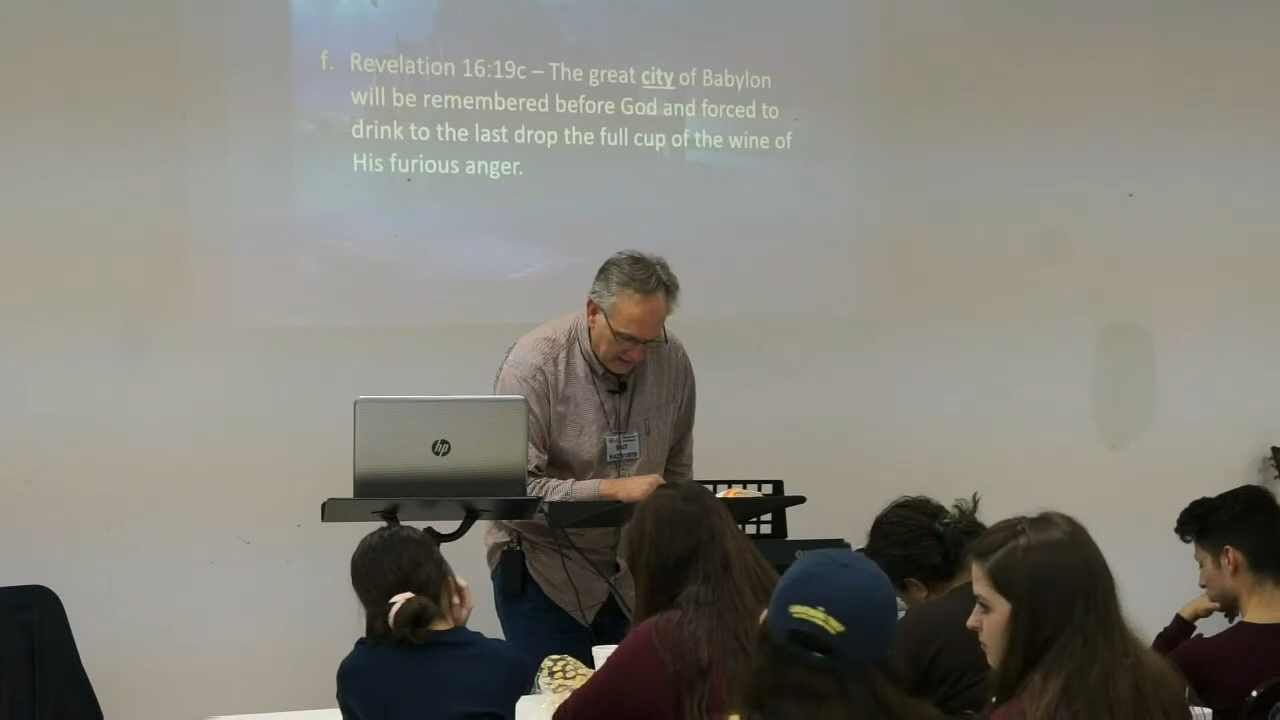 f. Revelation 16:19c – The great city of Babylon
will be remembered before God and forced to
drink to the last drop the full cup of the wine of
His furious anger.
hp